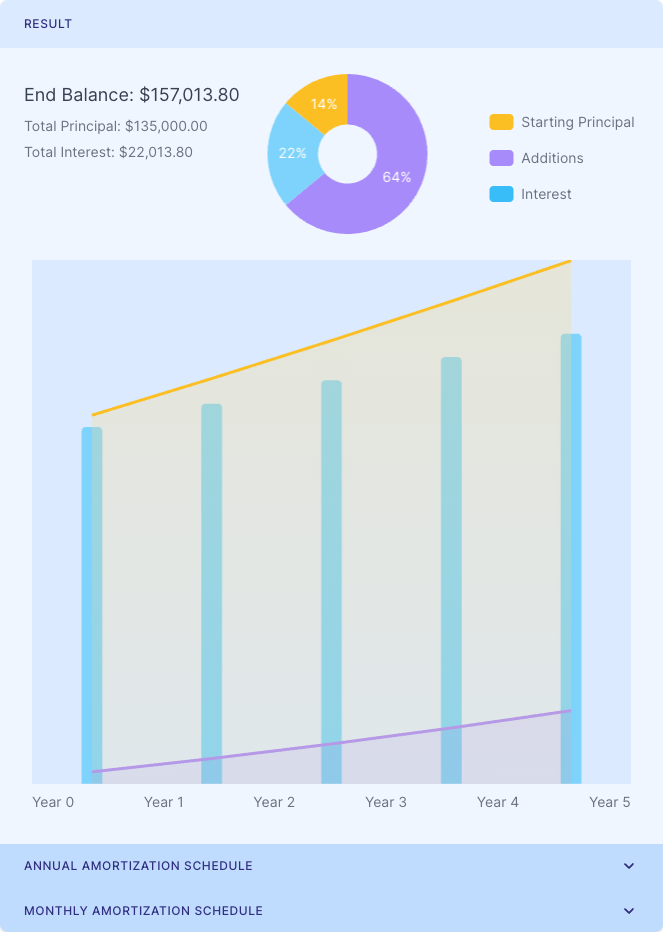 RESULT
End Balance: $157,013.80
Total Principal: $135,000.00
Total Interest: $22,013.80
14%
22%
64%
Starting Principal
Additions
Interest
Year 0 Year 1 Year 2 Year 3 Year 4 Year 5
ANNUAL AMORTIZATION SCHEDULE
MONTHLY AMORTIZATION SCHEDULE